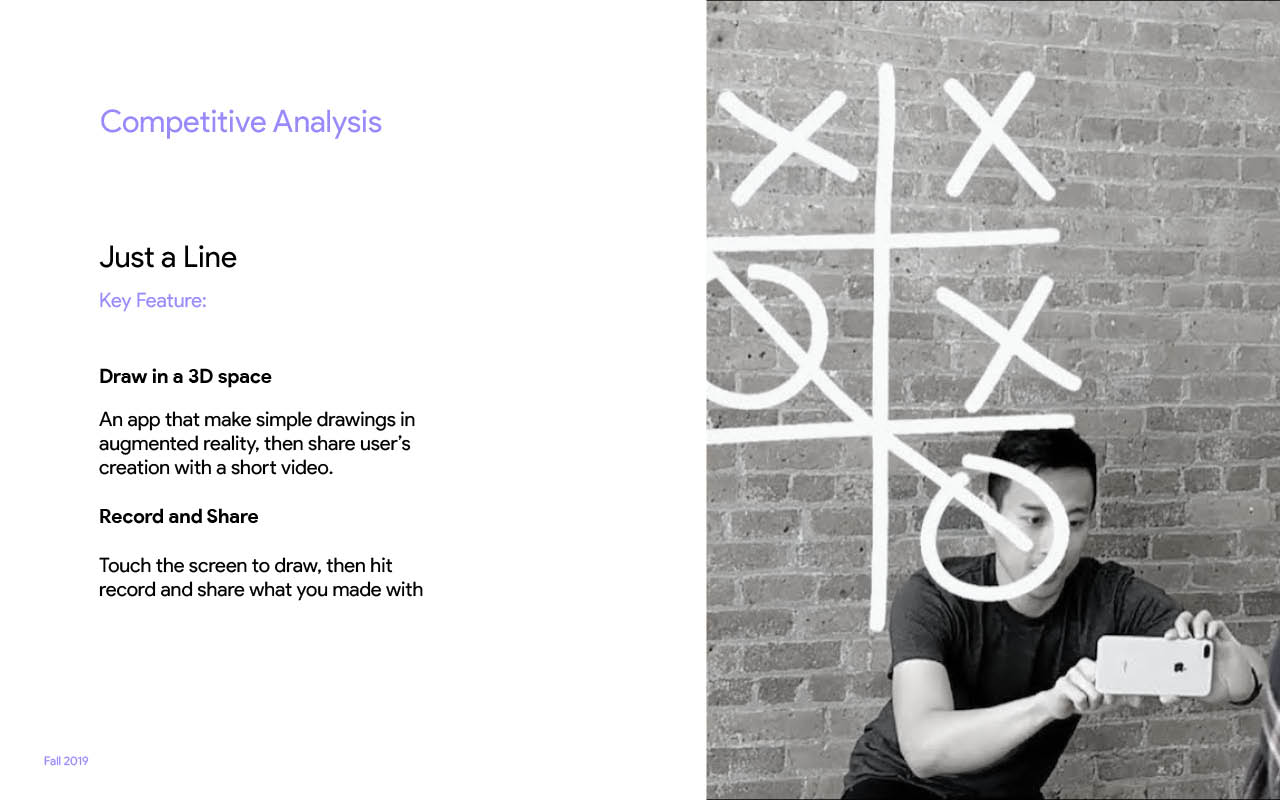 Competitive Analysis
Just a Line
Key Feature:
Draw in a 3D space
An app that make simple drawings in
augmented reality, then share user’s
creation with a short video.
Record and Share
Touch the screen to draw, then hit
record and share what you made with
Fall 2019